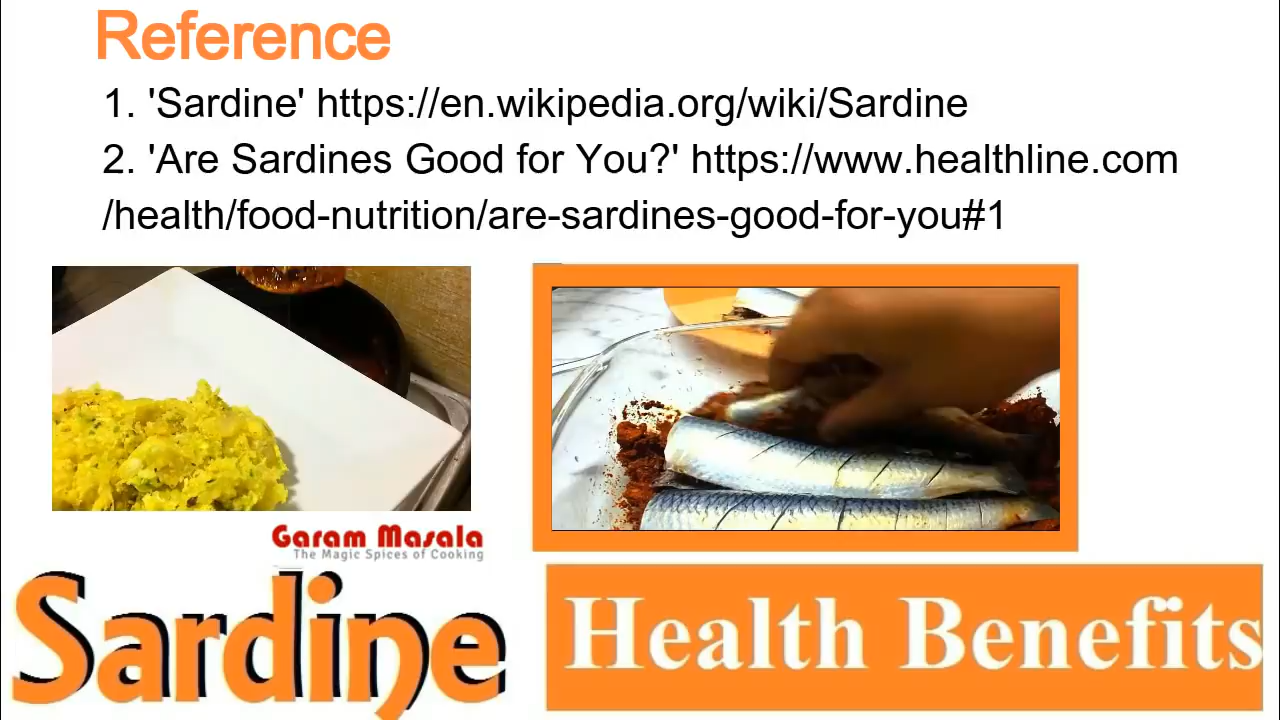 Reference
1. 'Sardine' https://en.wikipedia.org/wiki/Sardine
2. 'Are Sardines Good for You?' https://www.healthline.com
/health/food-nutrition/are-sardines-good-for-you#1
Garam Masala
The Magic Spices of Cooking
Sardine
Health Benefits